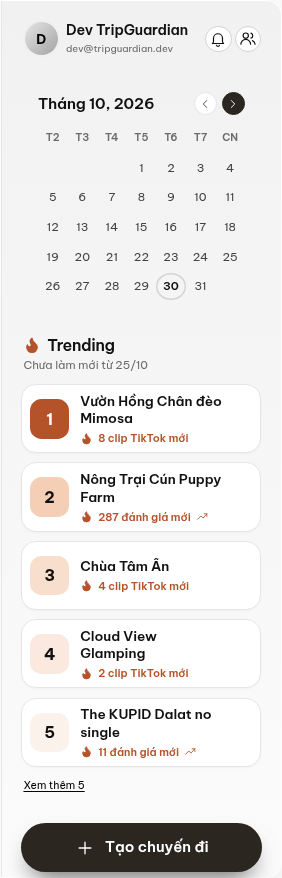 D
Dev TripGuardian
dev@tripguardian.dev
Tháng 10, 2026
T2 T3 T4 T5 T6 T7 CN
1 2 3 4
5 6 7 8 9 10 11
12 13 14 15 16 17 18
19 20 21 22 23 24 25
26 27 28 29 30 31
Trending
Chưa làm mới từ 25/10
1
Vườn Hồng Chân đèo
Mimosa
8 clip TikTok mới
2
Nông Trại Cún Puppy
Farm
287 đánh giá mới
3
Chùa Tâm Ấn
4 clip TikTok mới
4
Cloud View
Glamping
2 clip TikTok mới
5
The KUPID Dalat no
single
11 đánh giá mới
Xem thêm 5
Tạo chuyến đi